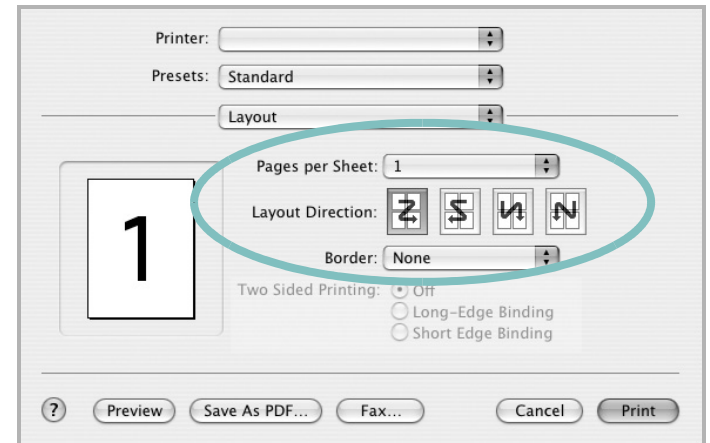 Printer:
Presets: Standard
Layout
Pages per Sheet: 1
1
Layout Direction:
Border: None
Two Sided Printing: Off
Long-Edge Binding
Short Edge Binding
? Preview Save As PDF... Fax... Cancel Print